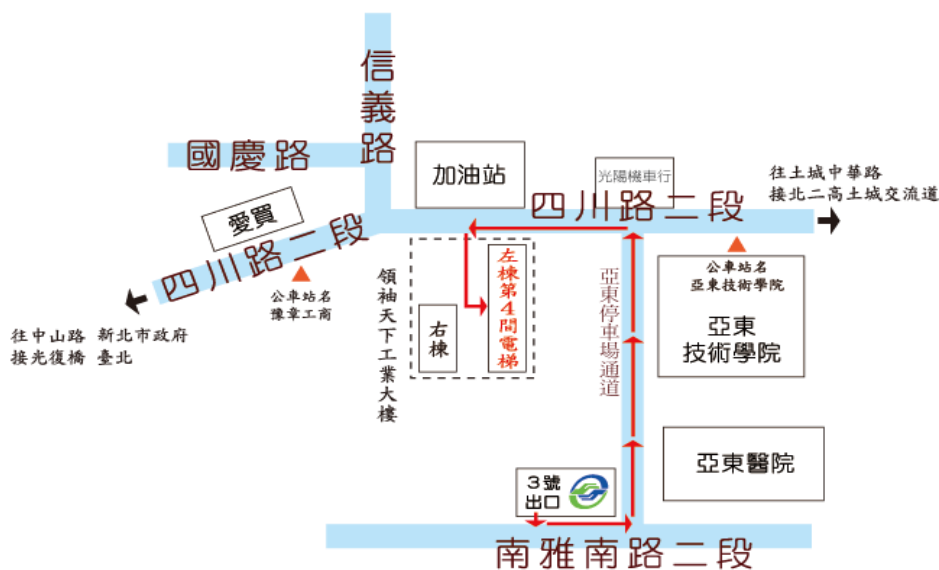 信義路
國慶路
加油站
光陽機車行
往土城中華路
接北二高土城交流道
愛買
四川路二段
四川路二段
公車站名
豫章工商
往中山路 新北市政府
接光復橋 臺北
領袖天下工業大樓
右棟
左棟第4間電梯
亞東停車場通道
公車站名
亞東技術學院
亞東
技術學院
亞東醫院
3號
出口
南雅南路二段